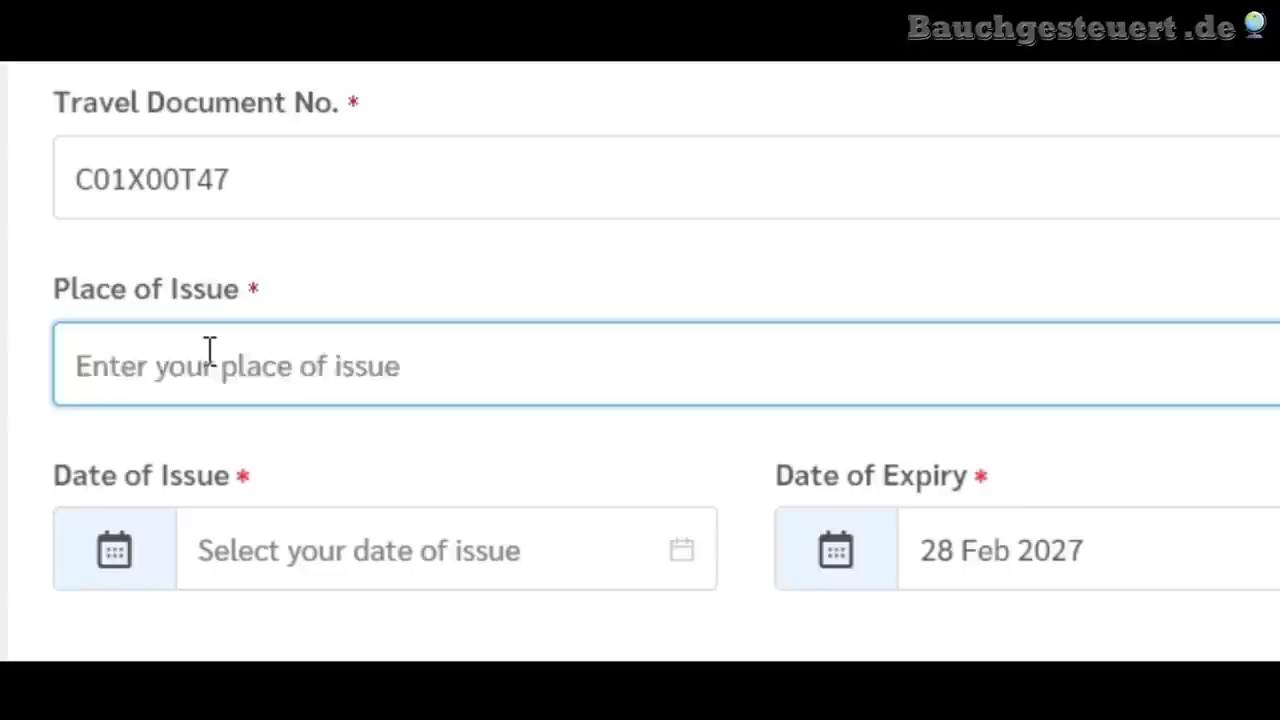 Bauchgesteuert .de
Travel Document No. *
C01X00T47
Place of Issue *
Enter your place of issue
Date of Issue * Date of Expiry *
Select your date of issue 28 Feb 2027